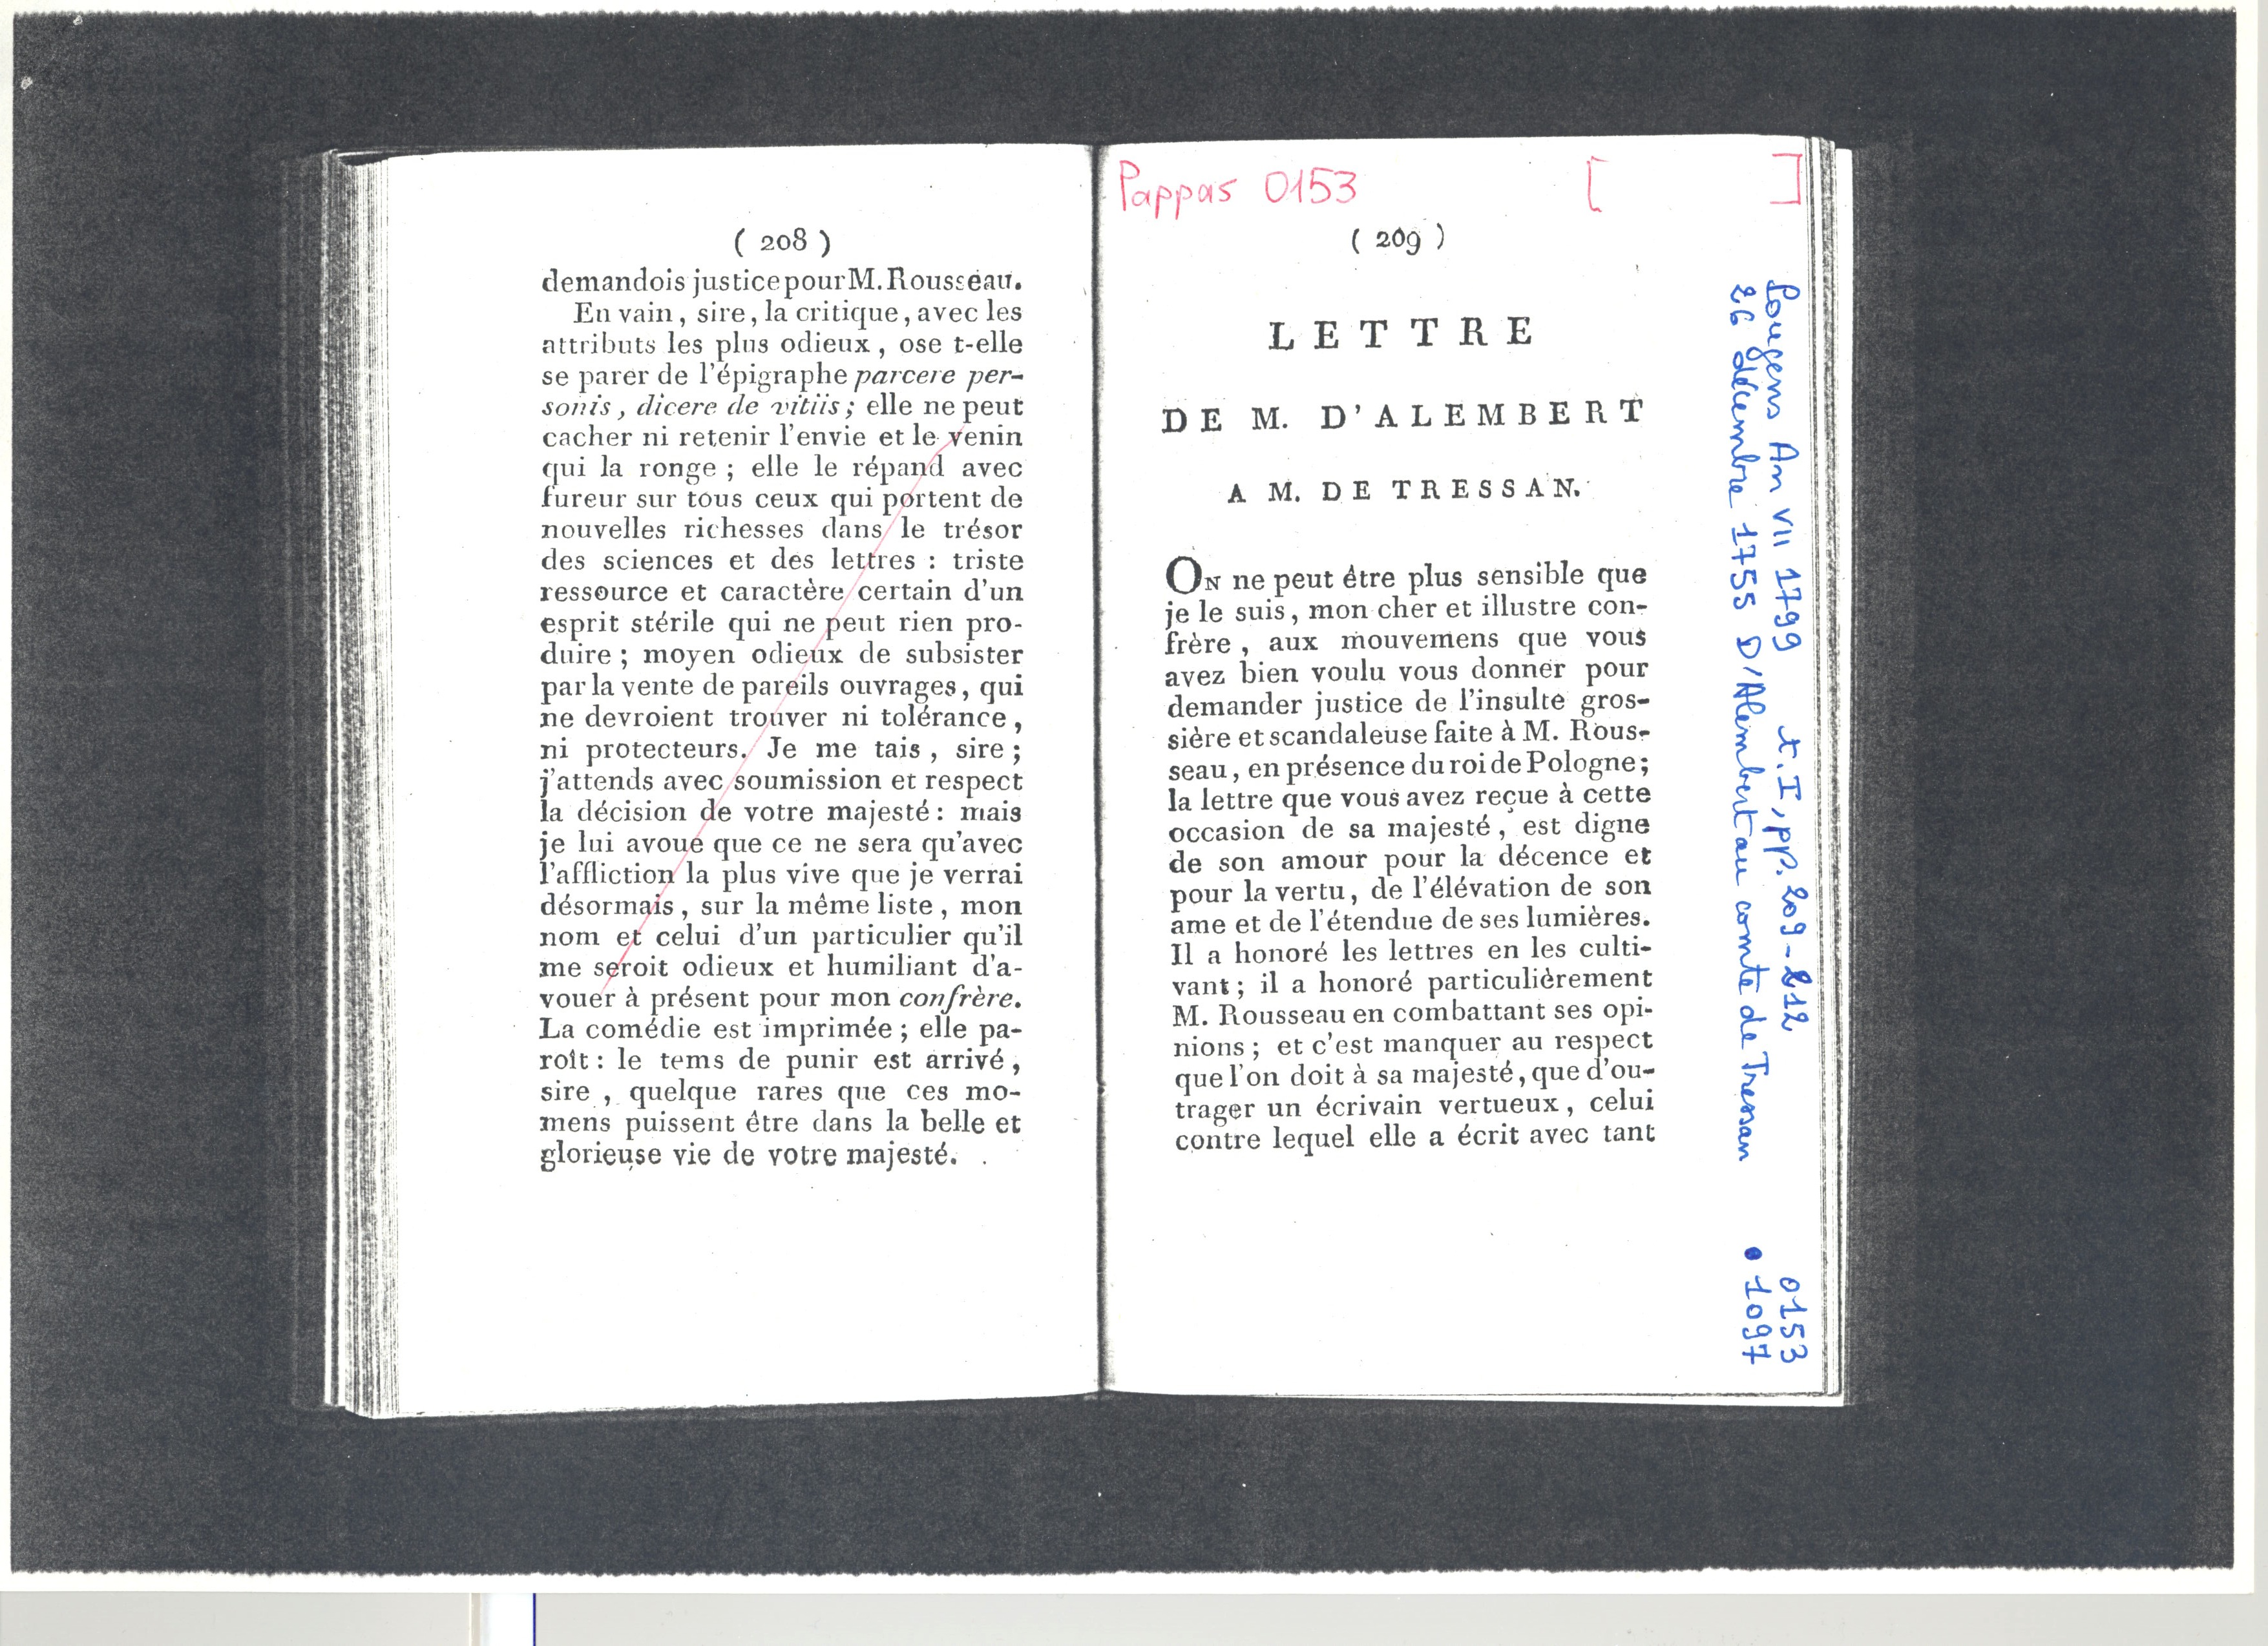 ( 208 )
demandois justice pour M. Rousseau.
En vain, sire, la critique, avec les
attributs les plus odieux, ose t-elle
se parer de l'épigraphe parcere per-
sonis, dicere de vitiis; elle ne peut
cacher ni retenir l'envie et le venin
qui la ronge; elle le répand avec
fureur sur tous ceux qui portent de
nouvelles richesses dans le trésor
des sciences et des lettres : triste
ressource et caractère certain d'un
esprit stérile qui ne peut rien pro-
duire; moyen odieux de subsister
par la vente de pareils ouvrages, qui
ne devroient trouver ni tolérance,
ni protecteurs. Je me tais, sire;
j'attends avec soumission et respect
la décision de votre majesté: mais
je lui avoue que ce ne sera qu'avec
l'affliction la plus vive que je verrai
désormais, sur la même liste, mon
nom et celui d'un particulier qu'il
me seroit odieux et humiliant d'a-
vouer à présent pour mon confrère.
La comédie est imprimée; elle pa-
roît: le tems de punir est arrivé,
sire, quelque rares que ces mo-
mens puissent être dans la belle et
glorieuse vie de votre majesté.
Pappas 0153 [ ]
( 209 )
LETTRE
DE M. D'ALEMBERT
A M. DE TRESSAN.
ON ne peut être plus sensible que
je le suis, mon cher et illustre con-
frère, aux mouvemens que vous
avez bien voulu vous donner pour
demander justice de l'insulte gros-
sière et scandaleuse faite à M. Rous-
seau, en présence du roi de Pologne;
la lettre que vous avez reçue à cette
occasion de sa majesté, est digne
de son amour pour la décence et
pour la vertu, de l'élévation de son
ame et de l'étendue de ses lumières.
Il a honoré les lettres en les culti-
vant; il a honoré particulièrement
M. Rousseau en combattant ses opi-
nions; et c'est manquer au respect
que l'on doit à sa majesté, que d'ou-
trager un écrivain vertueux, celui
contre lequel elle a écrit avec tant
Pougens An VII 1799 t. I, pp. 209-212 0153
26 décembre 1755 D'Alembert au comte de Tressan • 1097